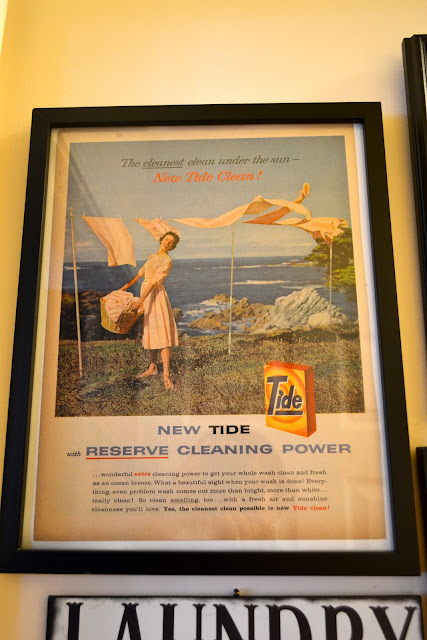 The cleanest clean under the sun –
New Tide Clean!
Tide
NEW TIDE
with RESERVE CLEANING POWER
...wonderful extra cleaning power to get your whole wash clean and fresh
as an ocean breeze. What a beautiful sight when your wash is done! Every-
thing, even problem wash comes out more than bright, more than white...
really clean! So clean smelling, too...with a fresh air and sunshine
cleanness you'll love. Yes, the cleanest clean possible is new Tide clean!
LAUNDRY